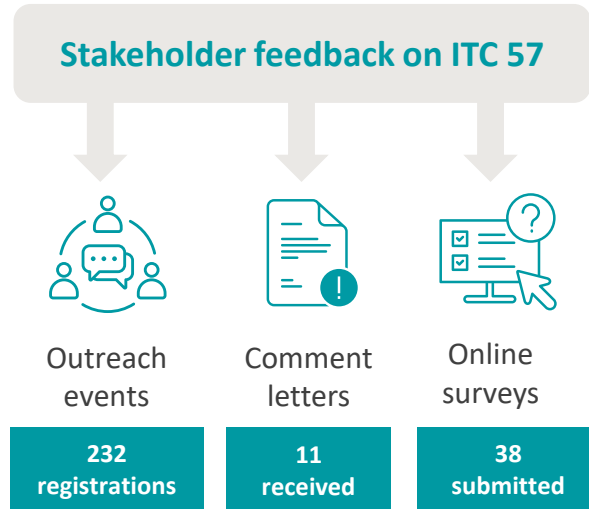 Stakeholder feedback on ITC 57
?
!
Outreach
events
Comment
letters
Online
surveys
232
registrations
11
received
38
submitted